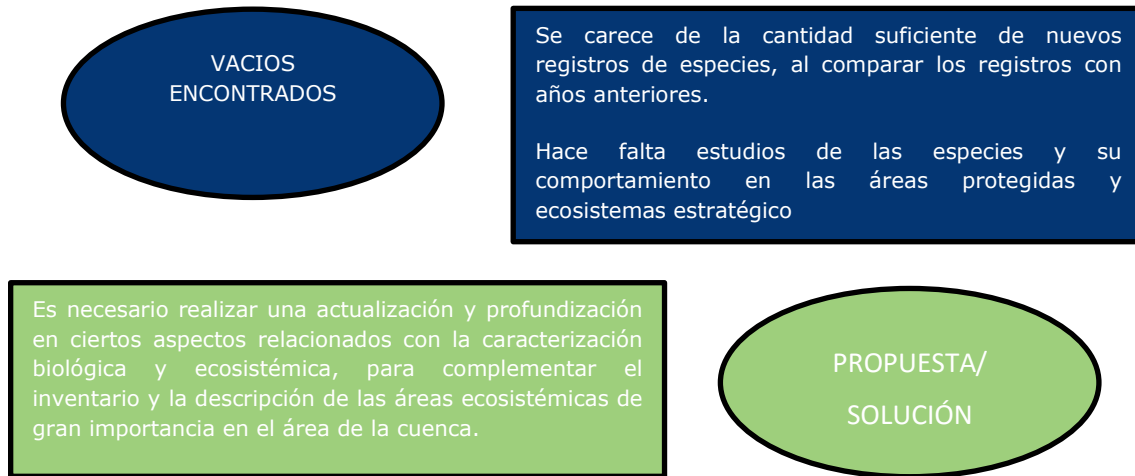 VACIOS
ENCONTRADOS
Se carece de la cantidad suficiente de nuevos
registros de especies, al comparar los registros con
años anteriores.
Hace falta estudios de las especies y su
comportamiento en las áreas protegidas y
ecosistemas estratégico
Es necesario realizar una actualización y profundización
en ciertos aspectos relacionados con la caracterización
biológica y ecosistémica, para complementar el
inventario y la descripción de las áreas ecosistémicas de
gran importancia en el área de la cuenca.
PROPUESTA/
SOLUCIÓN